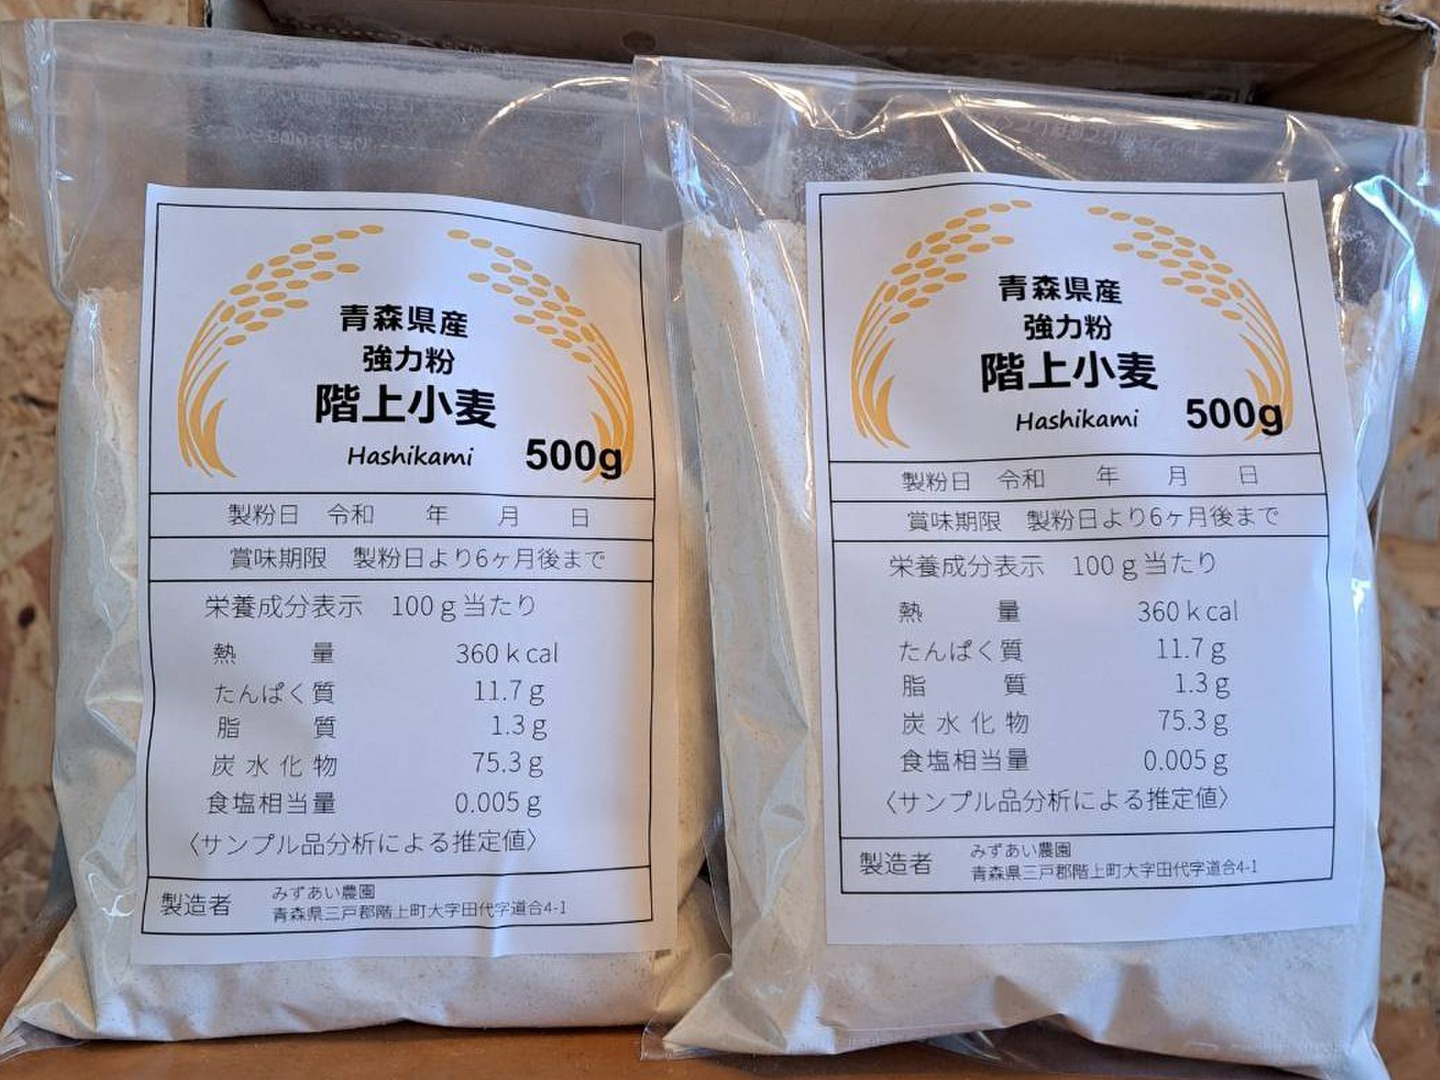 青森県産
強力粉
階上小麦
Hashikami 500g
製粉日 令和 年 月 日
賞味期限 製粉日より6ヶ月後まで
栄養成分表示 100g当たり
熱量 360kcal
たんぱく質 11.7g
脂質 1.3g
炭水化物 75.3g
食塩相当量 0.005g
〈サンプル品分析による推定値〉
製造者 みずあい農園
青森県三戸郡階上町大字田代字道合4-1
青森県産
強力粉
階上小麦
Hashikami 500g
製粉日 令和 年 月 日
賞味期限 製粉日より6ヶ月後まで
栄養成分表示 100g当たり
熱量 360kcal
たんぱく質 11.7g
脂質 1.3g
炭水化物 75.3g
食塩相当量 0.005g
〈サンプル品分析による推定値〉
製造者 みずあい農園
青森県三戸郡階上町大字田代字道合4-1